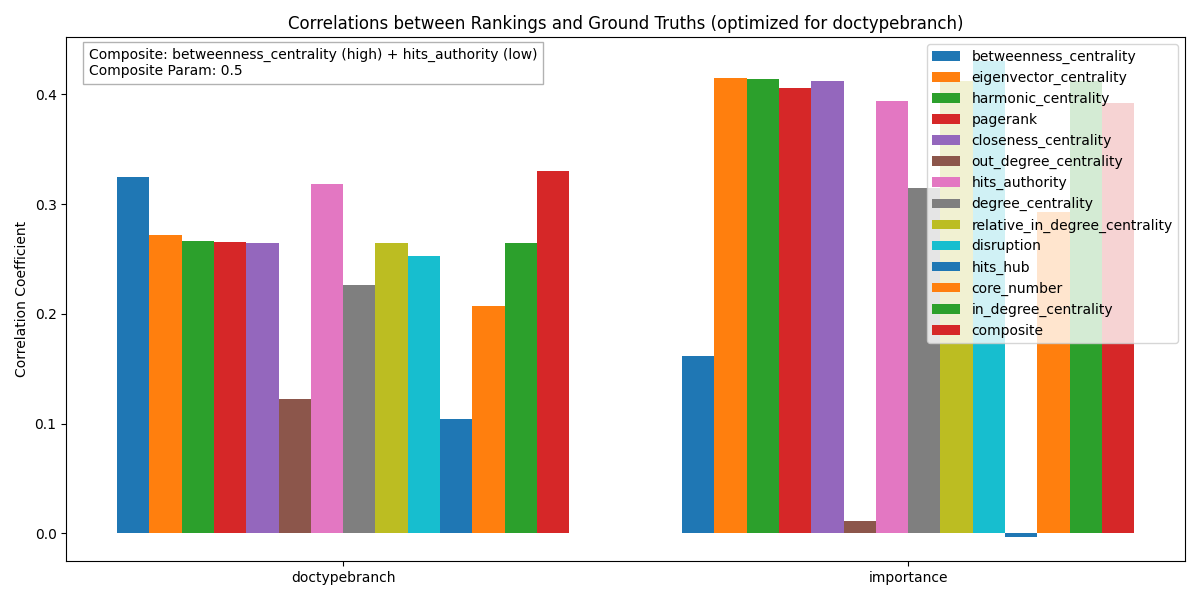 Correlations between Rankings and Ground Truths (optimized for doctypebranch)
Composite: betweenness_centrality (high) + hits_authority (low)
Composite Param: 0.5
betweenness_centrality
eigenvector_centrality
harmonic_centrality
pagerank
closeness_centrality
out_degree_centrality
hits_authority
degree_centrality
relative_in_degree_centrality
disruption
hits_hub
core_number
in_degree_centrality
composite
Correlation Coefficient
0.4
0.3
0.2
0.1
0.0
doctypebranch
importance